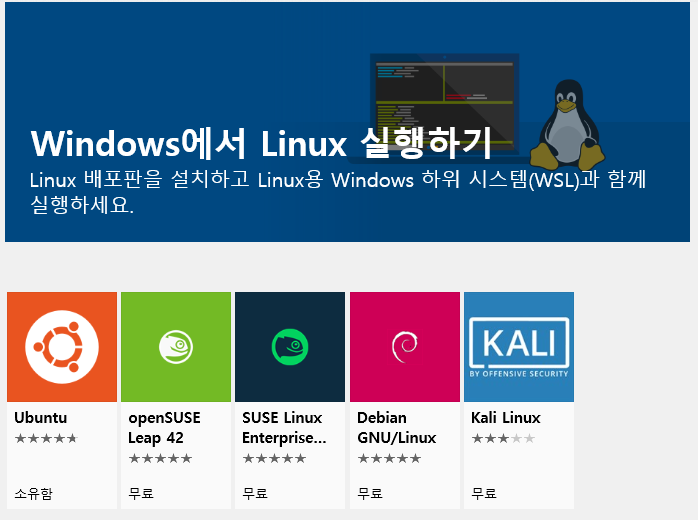 Windows에서 Linux 실행하기
Linux 배포판을 설치하고 Linux용 Windows 하위 시스템(WSL)과 함께
실행하세요.
KALI
BY OFFENSIVE SECURITY
Ubuntu
소유함
openSUSE
Leap 42
무료
SUSE Linux
Enterprise...
무료
Debian
GNU/Linux
무료
Kali Linux
무료